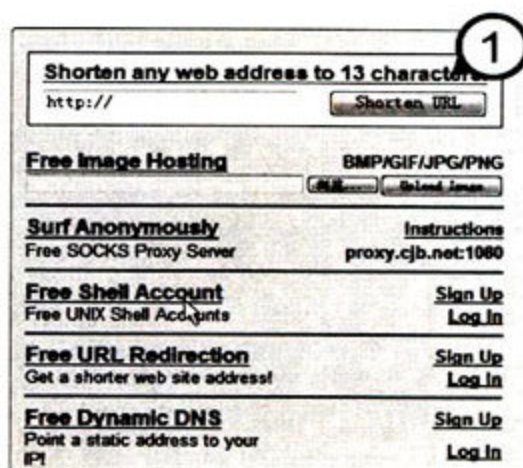 1
Shorten any web address to 13 characters
http://
Shorten URL
Free Image Hosting BMP/GIF/JPG/PNG
Upload Image
Surf Anonymously Instructions
Free SOCKS Proxy Server proxy.cjb.net:1080
Free Shell Account Sign Up
Free UNIX Shell Accounts Log In
Free URL Redirection Sign Up
Get a shorter web site address! Log In
Free Dynamic DNS Sign Up
Point a static address to your
IP! Log In